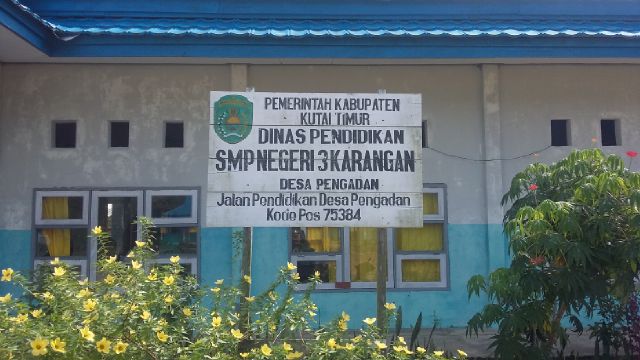 PEMERINTAH KABUPATEN
KUTAI TIMUR
DINAS PENDIDIKAN
SMP NEGERI 3 KARANGAN
DESA PENGADAN
Jalan Pendidikan Desa Pengadan
Kode Pos 75384